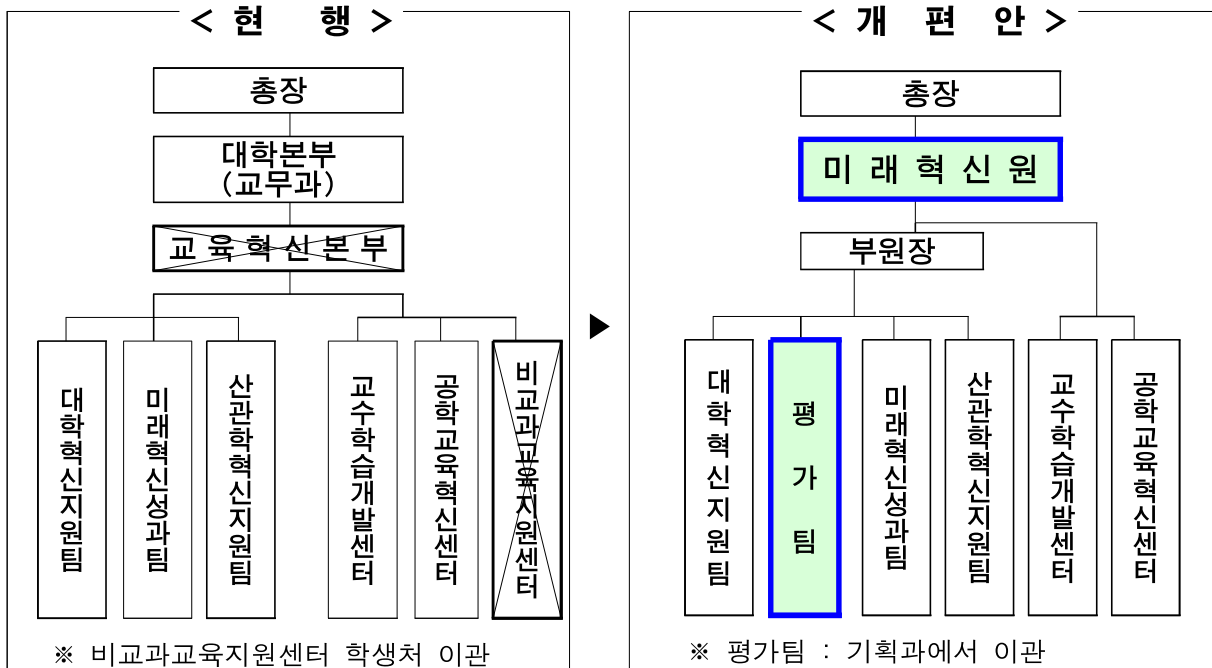 < 현 행 >
총장
대학본부
(교무과)
교육혁신본부
대학혁신지원팀
미래혁신성과팀
산관학혁신지원팀
교수학습개발센터
공학교육혁신센터
비교과교육지원센터
※ 비교과교육지원센터 학생처 이관
▶
< 개 편 안 >
총장
미래혁신원
부원장
대학혁신지원팀
평가팀
미래혁신성과팀
산관학혁신지원팀
교수학습개발센터
공학교육혁신센터
※ 평가팀 : 기획과에서 이관